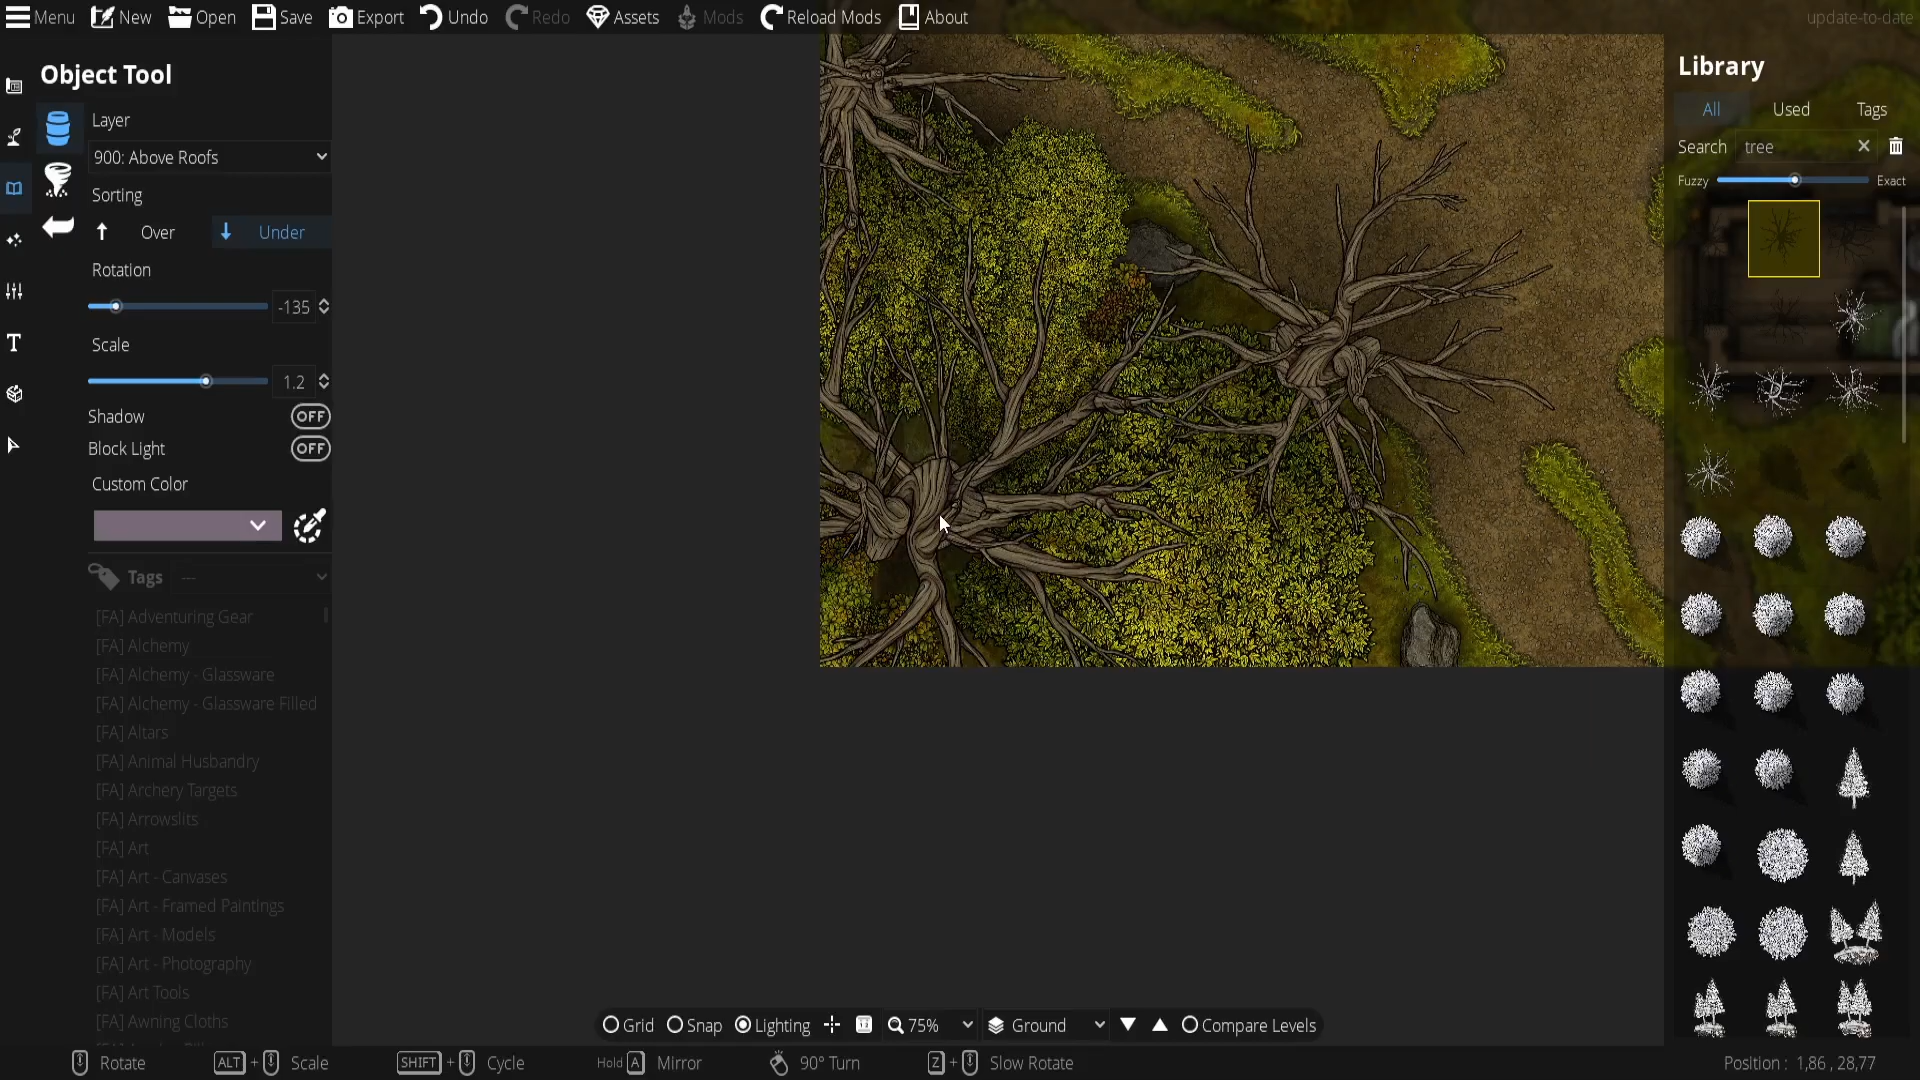 Menu New Open Save Export Undo Redo Assets Mods Reload Mods About update-to-date
Object Tool
Layer
900: Above Roofs
Sorting
Over Under
Rotation
-135
Scale
1.2
Shadow OFF
Block Light OFF
Custom Color
Tags ---
[FA] Adventuring Gear
[FA] Alchemy
[FA] Alchemy - Glassware
[FA] Alchemy - Glassware Filled
[FA] Altars
[FA] Animal Husbandry
[FA] Archery Targets
[FA] Arrowslits
[FA] Art
[FA] Art - Canvases
[FA] Art - Framed Paintings
[FA] Art - Models
[FA] Art - Photography
[FA] Art Tools
[FA] Awning Cloths
Library
All Used Tags
Search tree
Fuzzy Exact
Grid Snap Lighting 75% Ground Compare Levels
Rotate ALT + Scale SHIFT + Cycle Hold A Mirror 90° Turn Z + Slow Rotate Position : 1,86 , 28,77